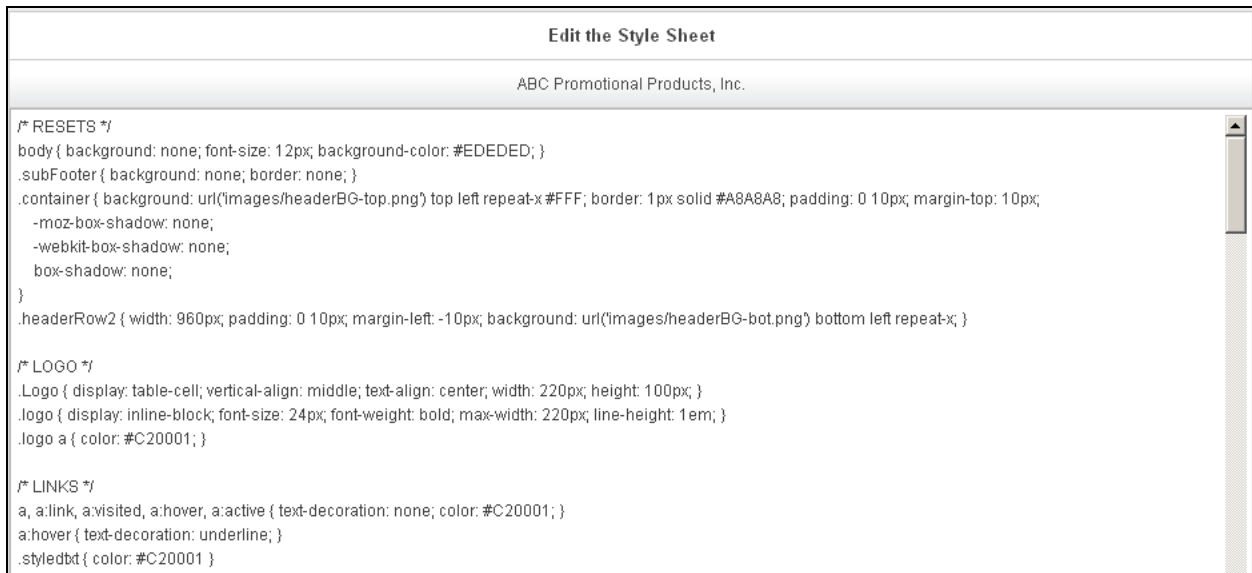 Edit the Style Sheet
ABC Promotional Products, Inc.
/* RESETS */
body { background: none; font-size: 12px; background-color: #EDEDED; }
.subFooter { background: none; border: none; }
.container { background: url('images/headerBG-top.png') top left repeat-x #FFF; border: 1px solid #A8A8A8; padding: 0 10px; margin-top: 10px;
-moz-box-shadow: none;
-webkit-box-shadow: none;
box-shadow: none;
}
.headerRow2 { width: 960px; padding: 0 10px; margin-left: -10px; background: url('images/headerBG-bot.png') bottom left repeat-x; }
/* LOGO */
.Logo { display: table-cell; vertical-align: middle; text-align: center; width: 220px; height: 100px; }
.logo { display: inline-block; font-size: 24px; font-weight: bold; max-width: 220px; line-height: 1em; }
.logo a { color: #C20001; }
/* LINKS */
a, a:link, a:visited, a:hover, a:active { text-decoration: none; color: #C20001; }
a:hover { text-decoration: underline; }
.styledtxt { color: #C20001 }